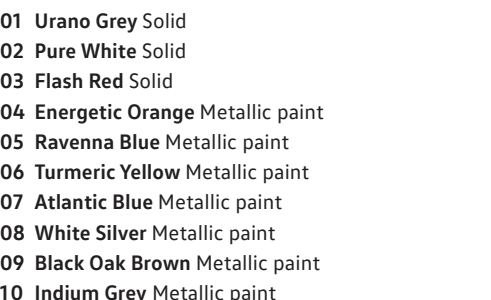 01 Urano Grey Solid
02 Pure White Solid
03 Flash Red Solid
04 Energetic Orange Metallic paint
05 Ravenna Blue Metallic paint
06 Turmeric Yellow Metallic paint
07 Atlantic Blue Metallic paint
08 White Silver Metallic paint
09 Black Oak Brown Metallic paint
10 Indium Grey Metallic paint